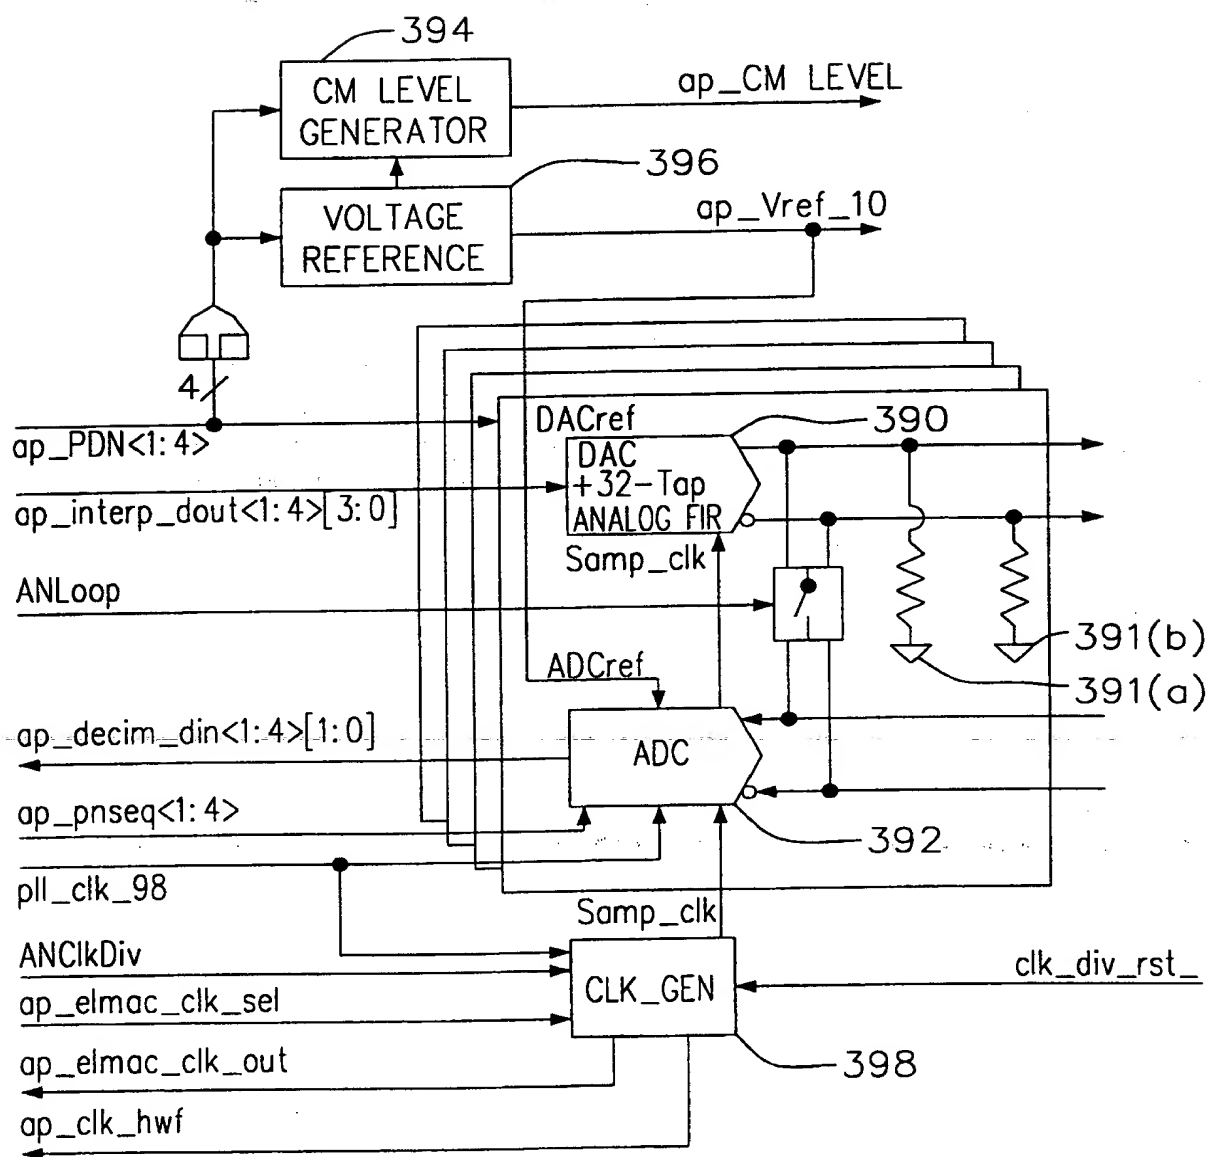 394
CM LEVEL
GENERATOR
ap_CM LEVEL
396
VOLTAGE
REFERENCE
ap_Vref_10
4
ap_PDN<1:4>
DACref
390
DAC
+32-Tap
ANALOG FIR
ap_interp_dout<1:4>[3:0]
Samp_clk
ANLoop
391(b)
391(a)
ADCref
ap_decim_din<1:4>[1:0]
ADC
ap_pnseq<1:4>
392
pll_clk_98
Samp_clk
ANClkDiv
CLK_GEN
clk_div_rst_
ap_elmac_clk_sel
ap_elmac_clk_out
398
ap_clk_hwf